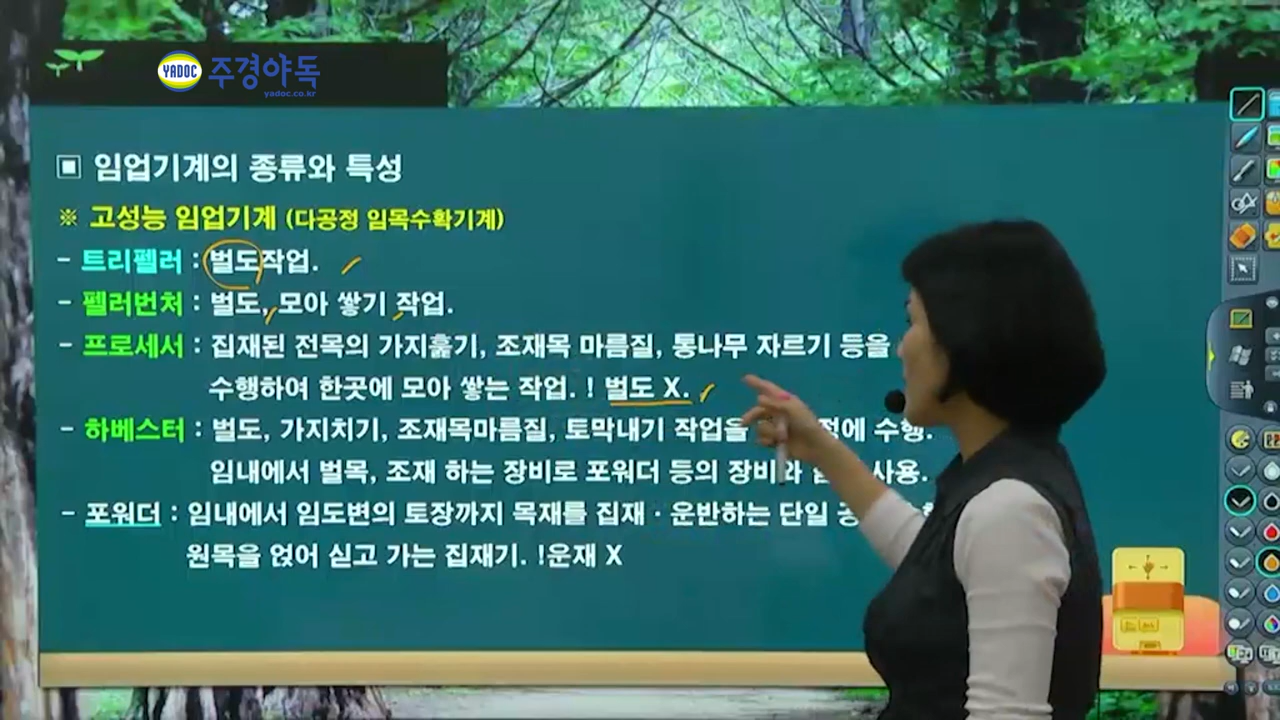 YADOC 주경야독
yadoc.co.kr
▣ 임업기계의 종류와 특성
※ 고성능 임업기계 (다공정 임목수확기계)
- 트리펠러 : 벌도작업.
- 펠러번처 : 벌도, 모아 쌓기 작업.
- 프로세서 : 집재된 전목의 가지훑기, 조재목 마름질, 통나무 자르기 등을
수행하여 한곳에 모아 쌓는 작업. ! 벌도 X.
- 하베스터 : 벌도, 가지치기, 조재목마름질, 토막내기 작업을 수행.
임내에서 벌목, 조재 하는 장비로 포워더 등의 장비와 사용.
- 포워더 : 임내에서 임도변의 토장까지 목재를 집재 · 운반하는 단일
원목을 얹어 싣고 가는 집재기. !운재 X